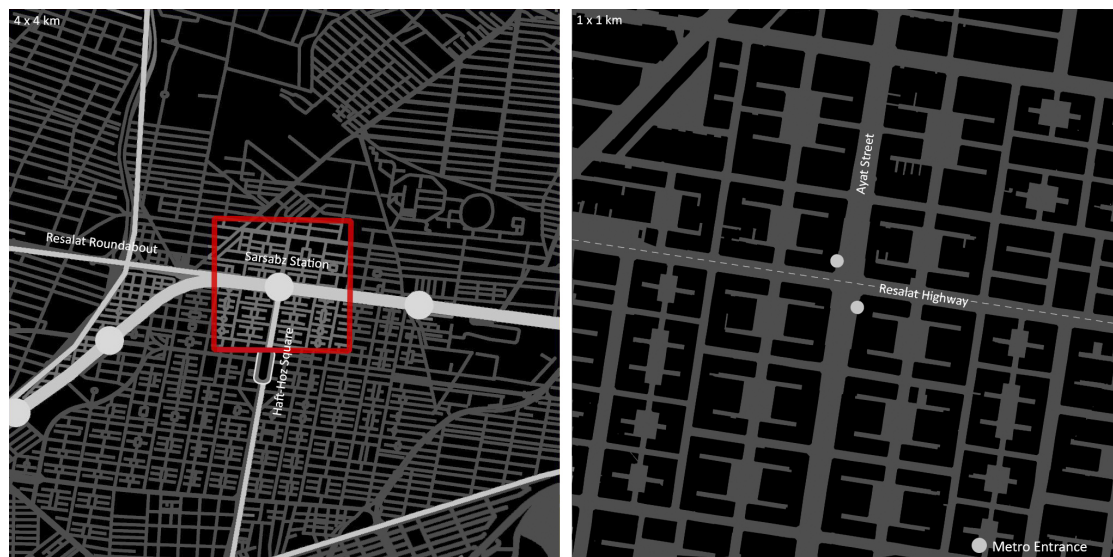 4 x 4 km
Resalat Roundabout
Sarsabz Station
Haft-Hoz Square
1 x 1 km
Ayat Street
Resalat Highway
Metro Entrance